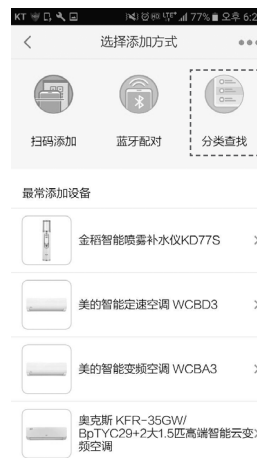 KT 77% 오후 6:2
选择添加方式
扫码添加 蓝牙配对 分类查找
最常添加设备
金稻智能喷雾补水仪KD77S
美的智能定速空调 WCBD3
美的智能变频空调 WCBA3
奥克斯 KFR-35GW/
BpTYC29+2大1.5匹高端智能云变
频空调